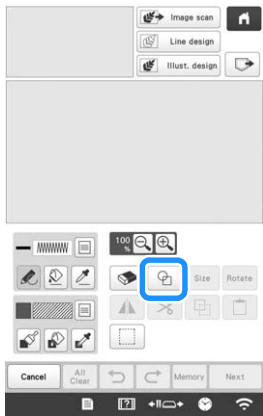 Image scan
Line design
Illust. design
100 %
Size
Rotate
Cancel
All Clear
Memory
Next